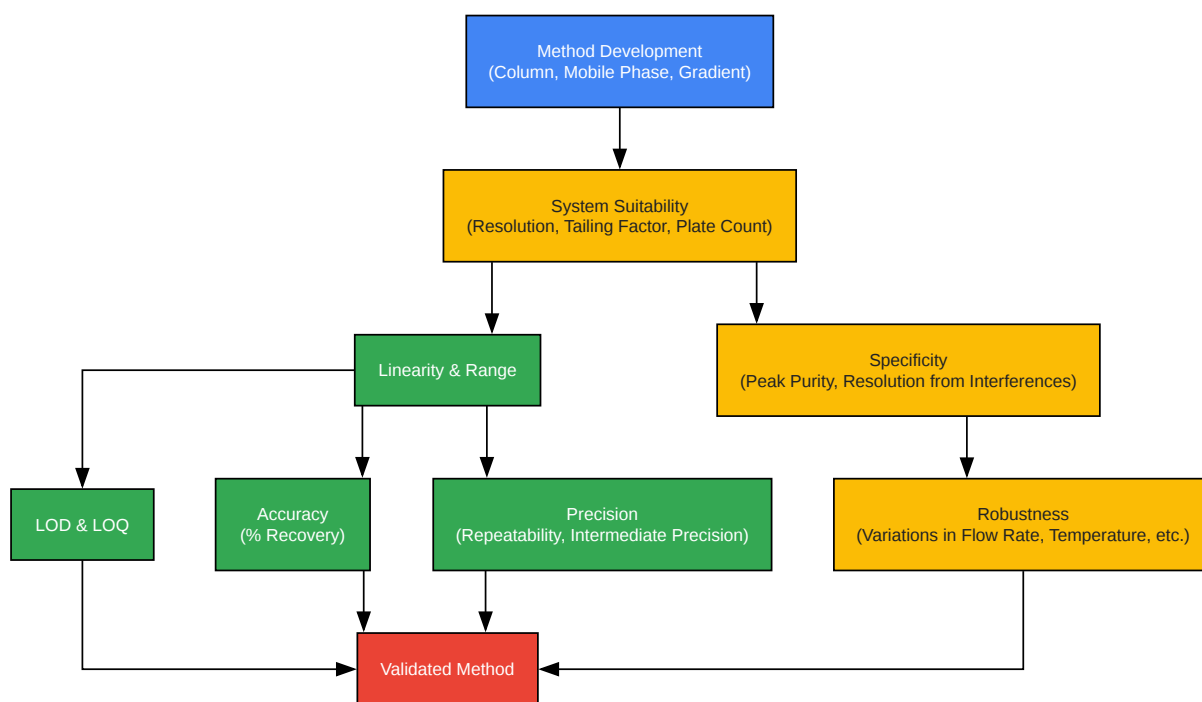 Method Development
(Column, Mobile Phase, Gradient)
System Suitability
(Resolution, Tailing Factor, Plate Count)
Linearity & Range
Specificity
(Peak Purity, Resolution from Interferences)
LOD & LOQ
Accuracy
(% Recovery)
Precision
(Repeatability, Intermediate Precision)
Robustness
(Variations in Flow Rate, Temperature, etc.)
Validated Method